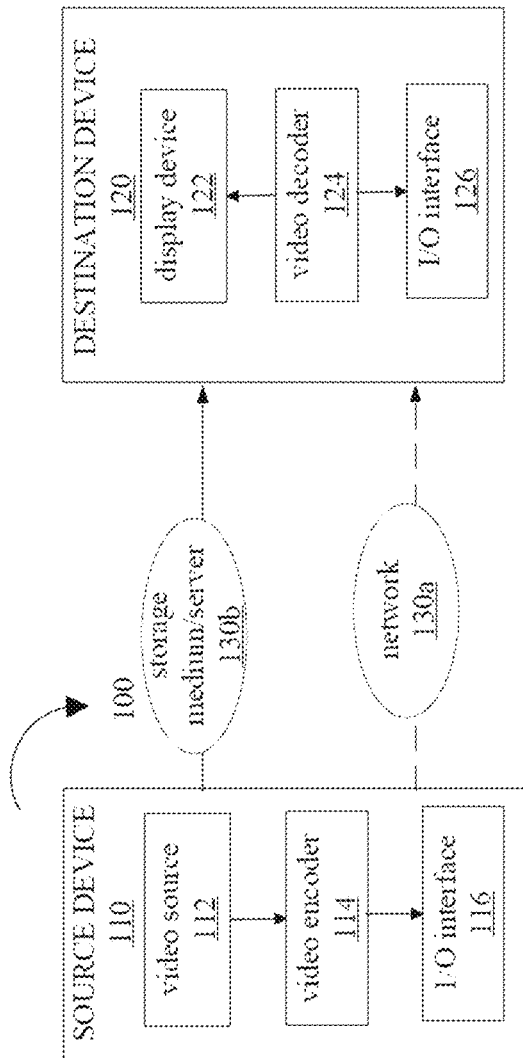 100
SOURCE DEVICE
110
video source
112
video encoder
114
I/O interface
116
storage
medium/server
130b
network
130a
DESTINATION DEVICE
120
display device
122
video decoder
124
I/O interface
126